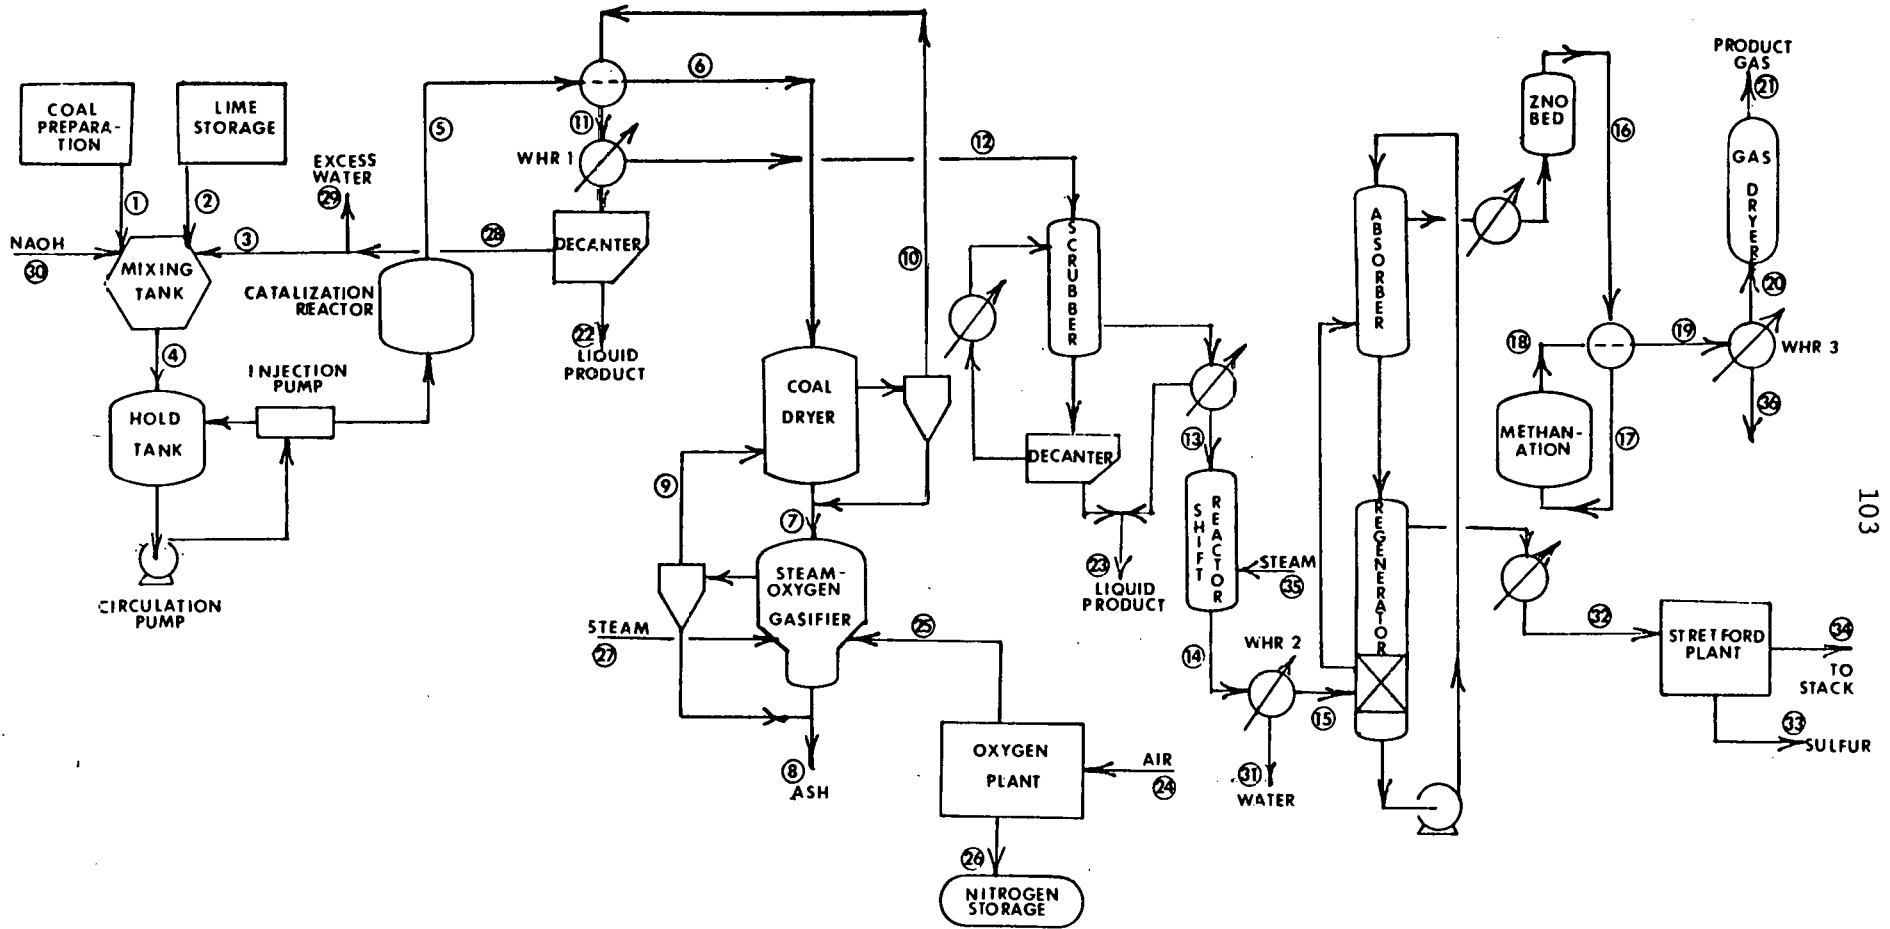 COAL
PREPARA-
TION
LIME
STORAGE
1
2
NAOH
30
3
EXCESS
WATER
29
28
MIXING
TANK
4
HOLD
TANK
CIRCULATION
PUMP
INJECTION
PUMP
CATALIZATION
REACTOR
5
6
11
WHR 1
DECANTER
22
LIQUID
PRODUCT
12
10
COAL
DRYER
9
7
STEAM-
OXYGEN
GASIFIER
STEAM
27
25
8
ASH
OXYGEN
PLANT
AIR
24
26
NITROGEN
STORAGE
SCRUBBER
DECANTER
23
LIQUID
PRODUCT
13
SHIFT
REACTOR
STEAM
35
14
WHR 2
31
WATER
15
ABSORBER
REGENERATOR
ZNO
BED
16
18
METHAN-
ATION
17
19
WHR 3
36
20
GAS
DRYER
21
PRODUCT
GAS
32
STRETFORD
PLANT
34
TO
STACK
33
SULFUR
103